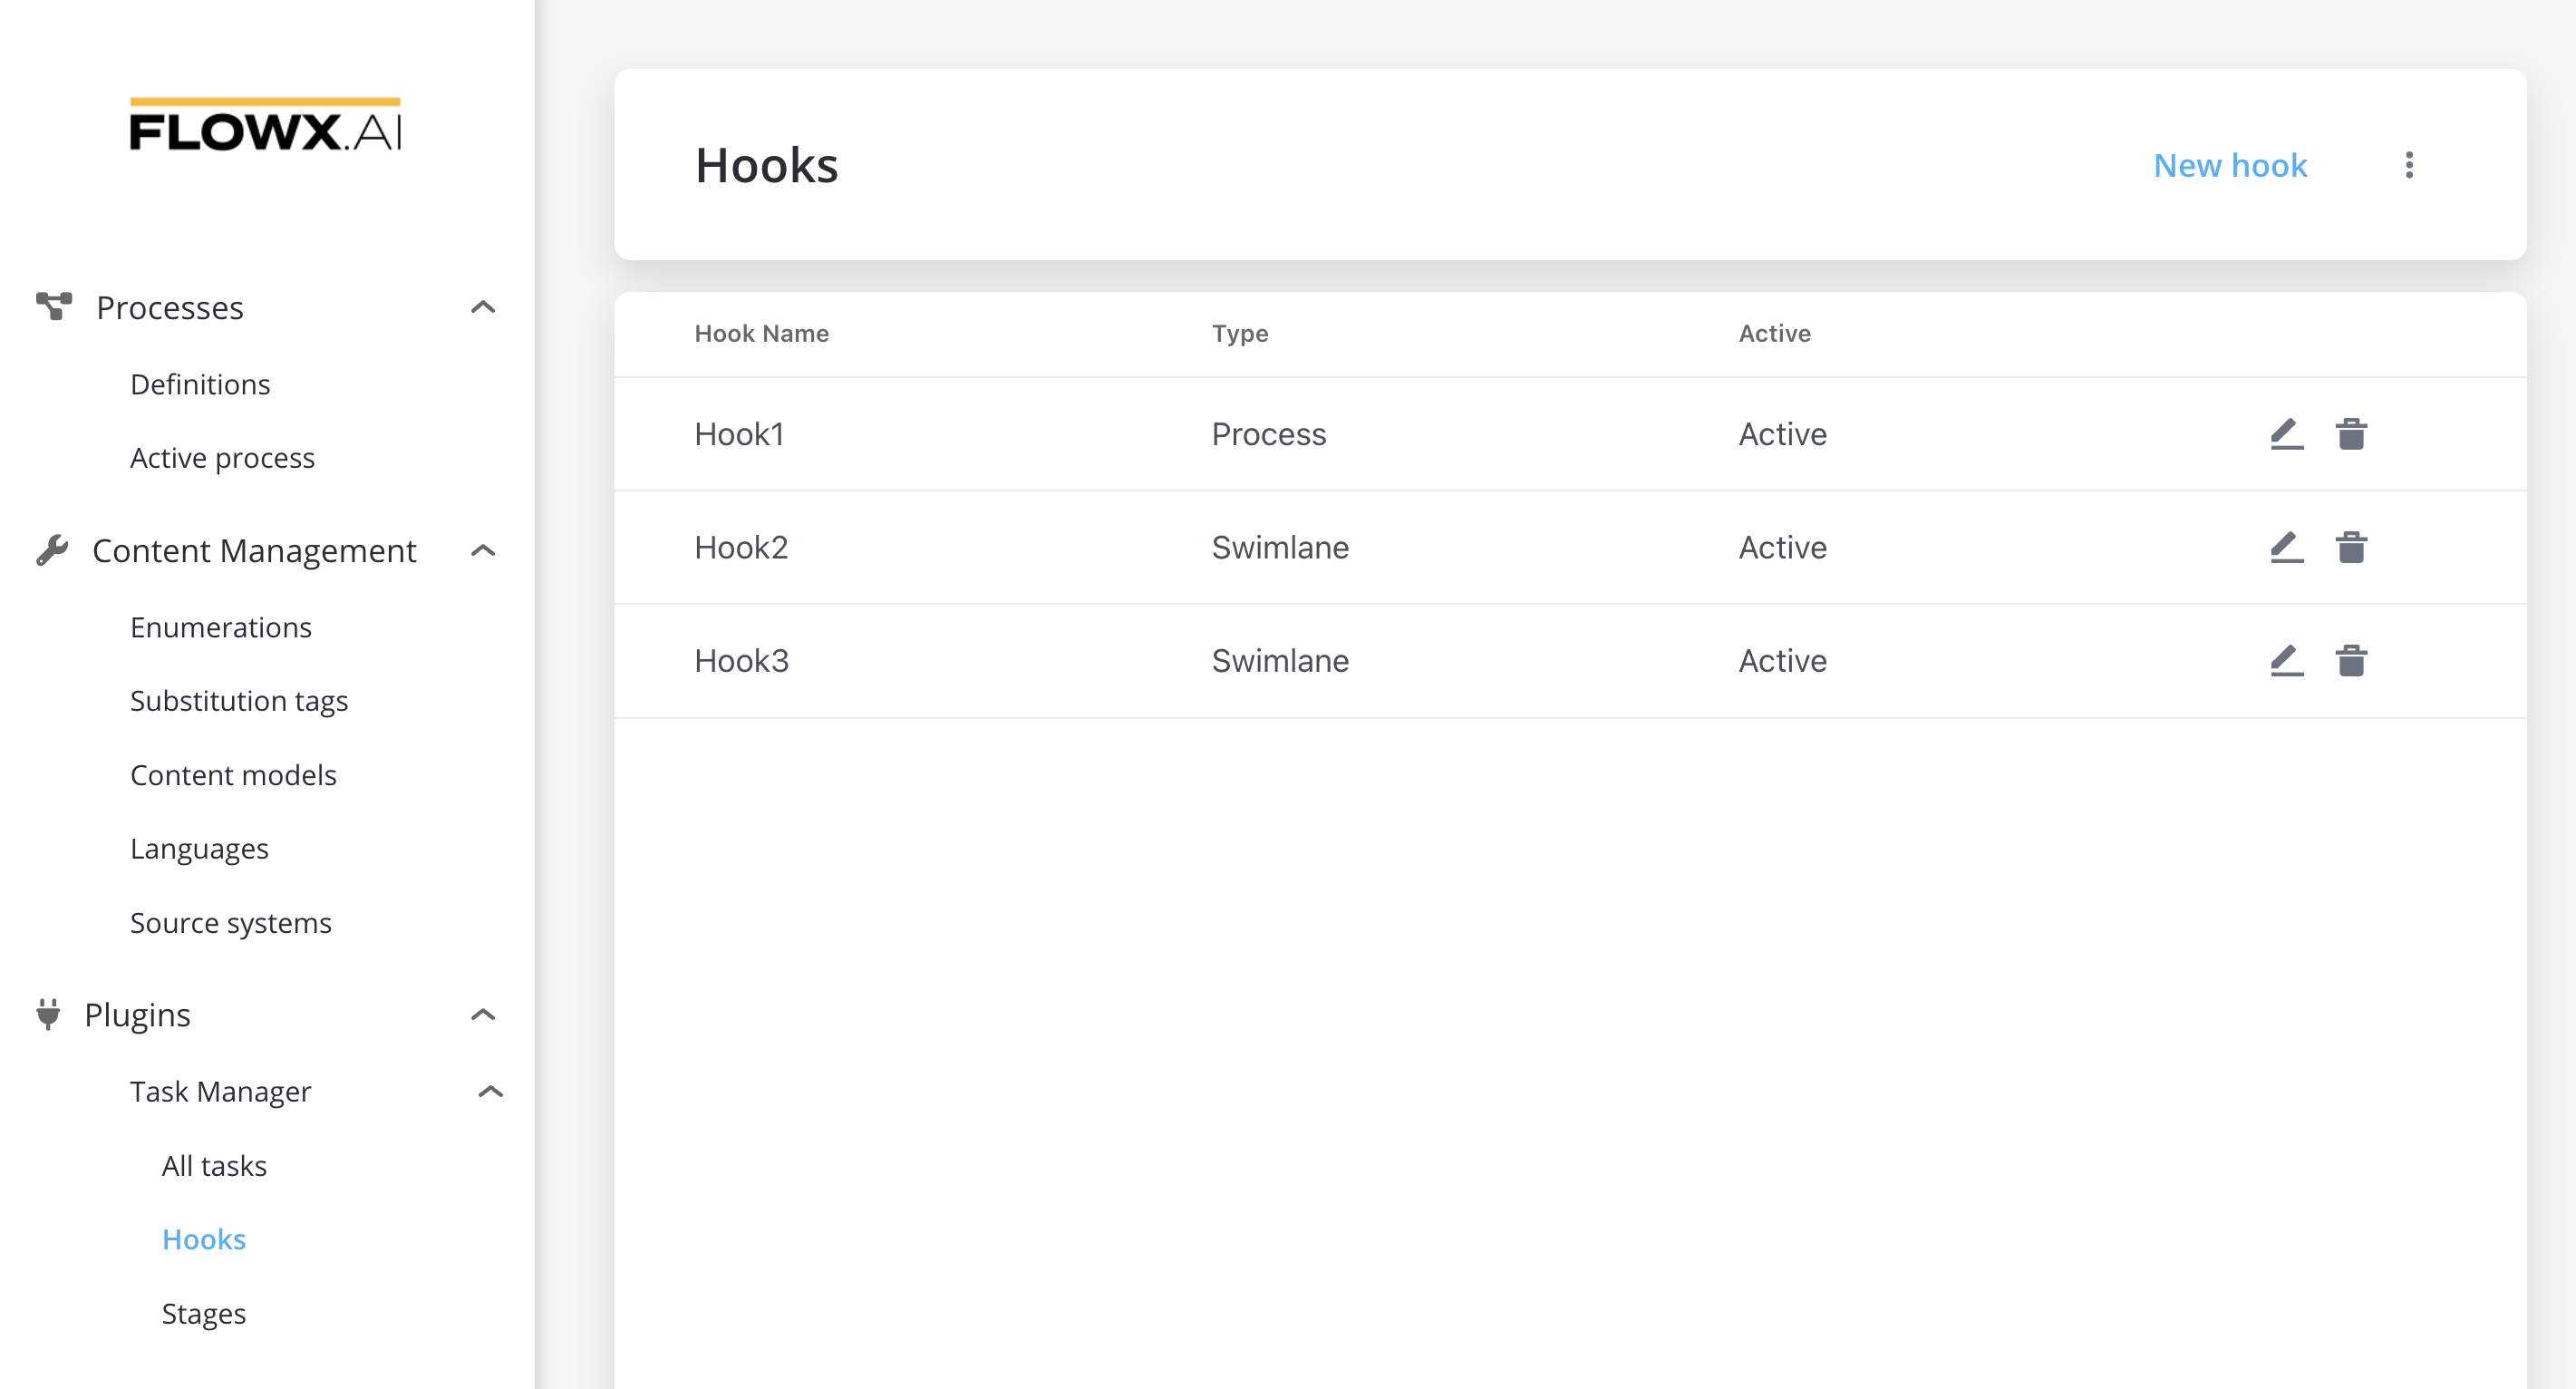 FLOWX.AI
Processes
Definitions
Active process
Content Management
Enumerations
Substitution tags
Content models
Languages
Source systems
Plugins
Task Manager
All tasks
Hooks
Stages
Hooks
New hook
Hook Name Type Active
Hook1 Process Active
Hook2 Swimlane Active
Hook3 Swimlane Active